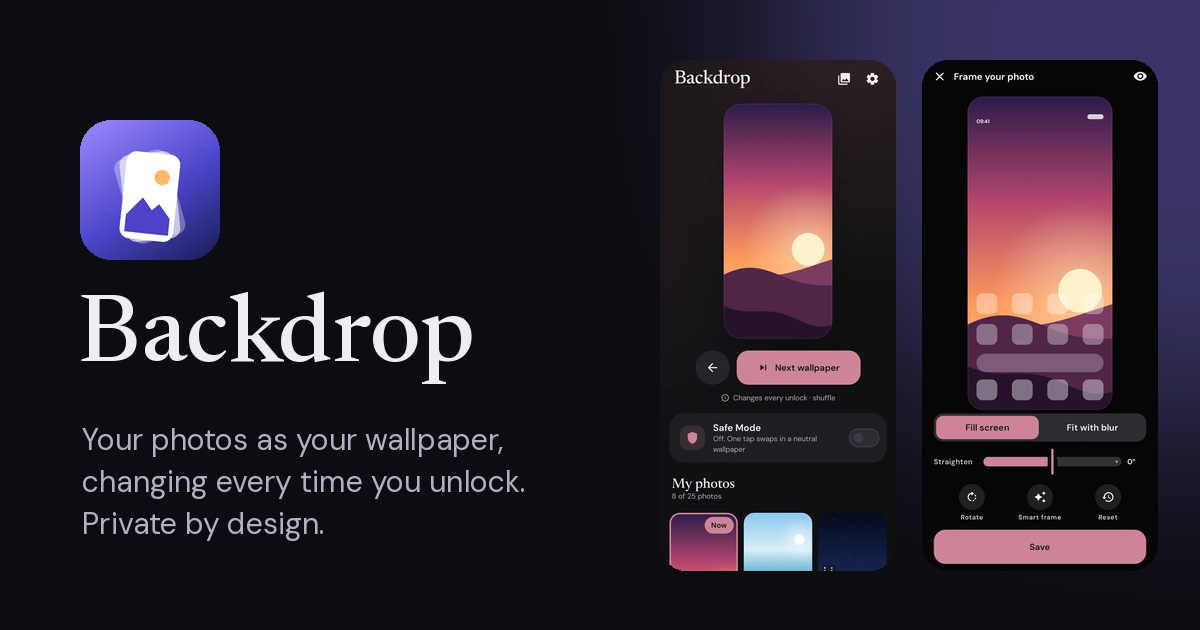 Backdrop
Your photos as your wallpaper,
changing every time you unlock.
Private by design.
Backdrop
Next wallpaper
Changes every unlock · shuffle
Safe Mode
Off. One tap swaps in a neutral
wallpaper
My photos
8 of 25 photos
Now
Frame your photo
09:41
Fill screen
Fit with blur
Straighten
0°
Rotate
Smart frame
Reset
Save